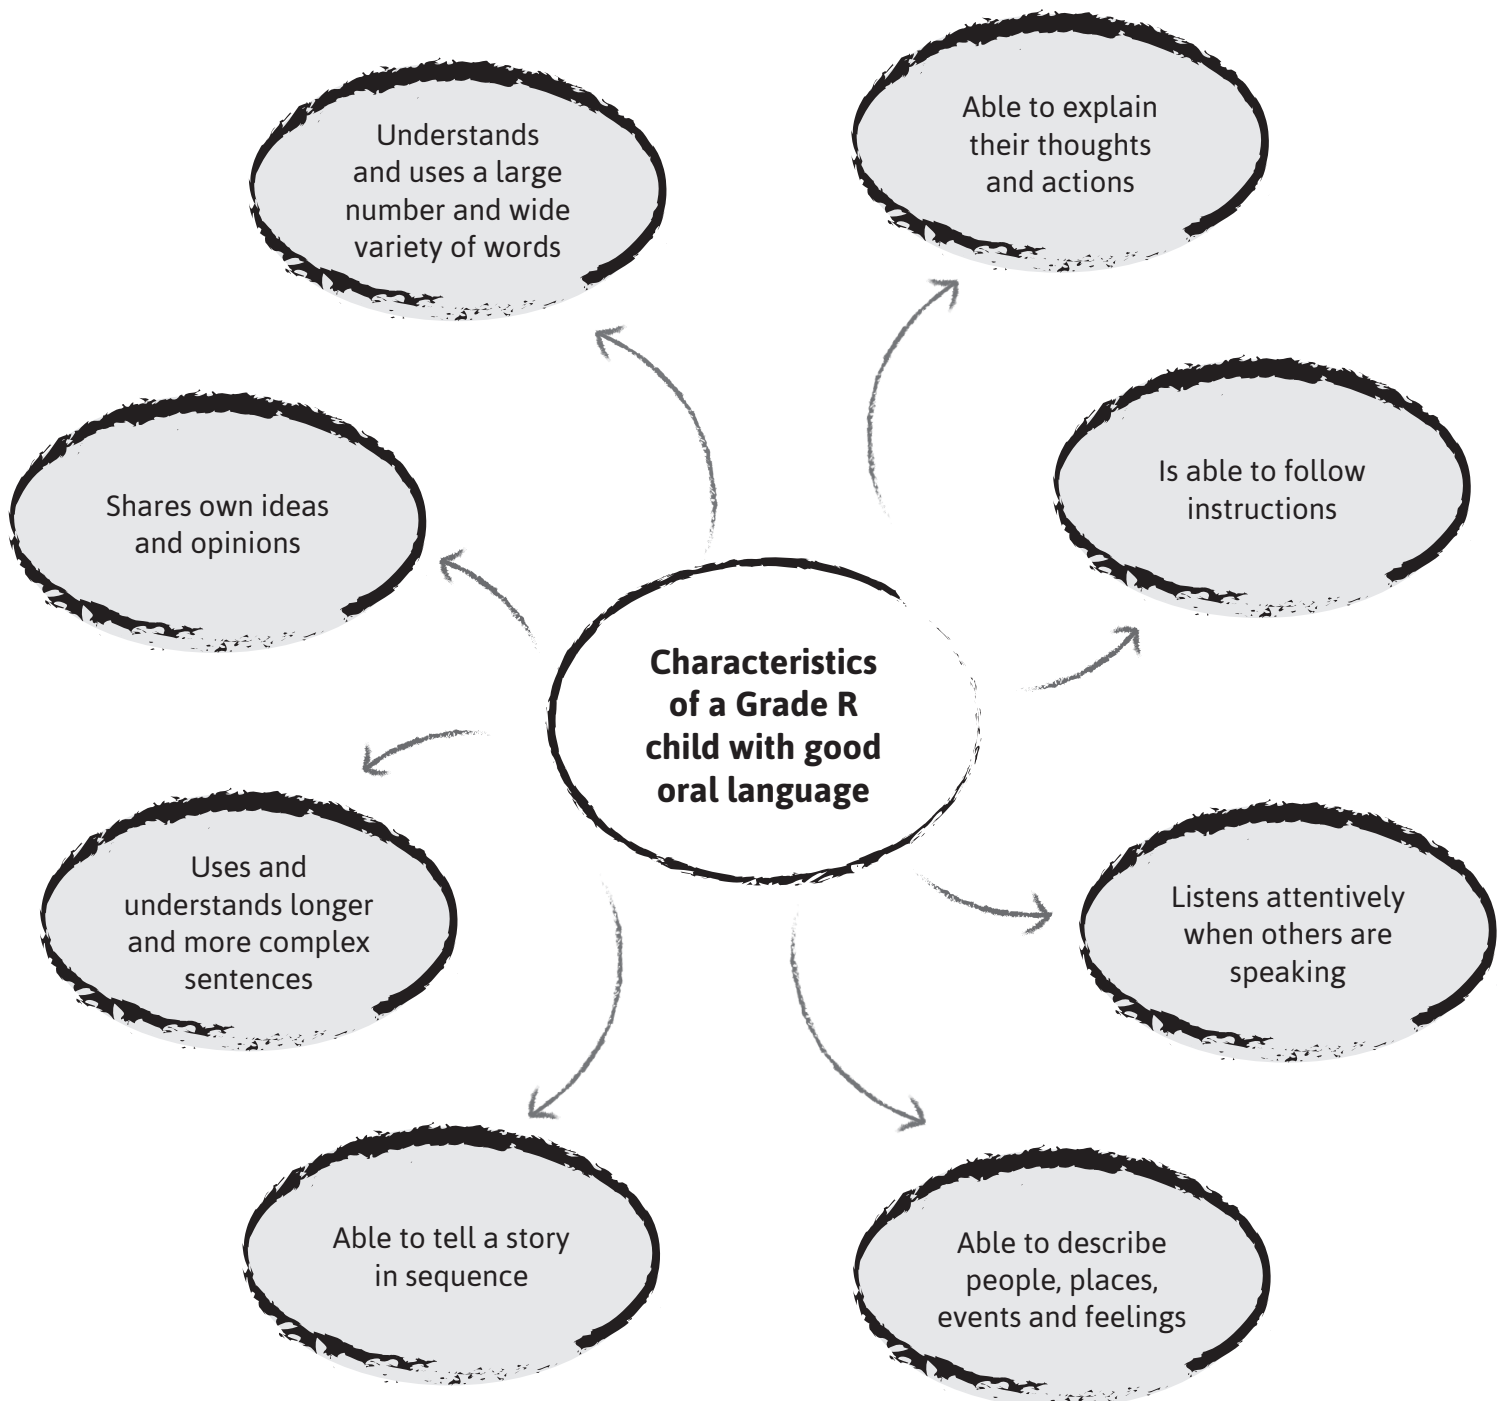 Understands
and uses a large
number and wide
variety of words
Able to explain
their thoughts
and actions
Shares own ideas
and opinions
Is able to follow
instructions
Characteristics
of a Grade R
child with good
oral language
Uses and
understands longer
and more complex
sentences
Listens attentively
when others are
speaking
Able to tell a story
in sequence
Able to describe
people, places,
events and feelings